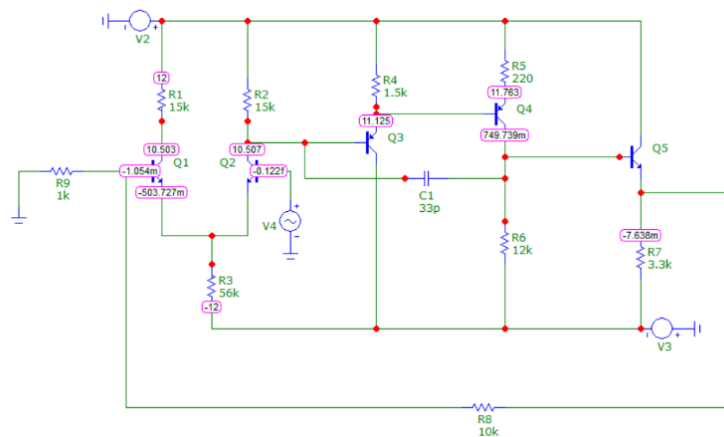 V2
12
R1
15k
R2
15k
R4
1.5k
R5
220
11.763
Q4
11.125
749.739m
10.503
Q1
10.507
Q2
Q3
Q5
R9
1k
-1.054m
-0.122f
-503.727m
V4
C1
33p
R6
12k
-7.638m
R7
3.3k
R3
56k
-12
V3
R8
10k